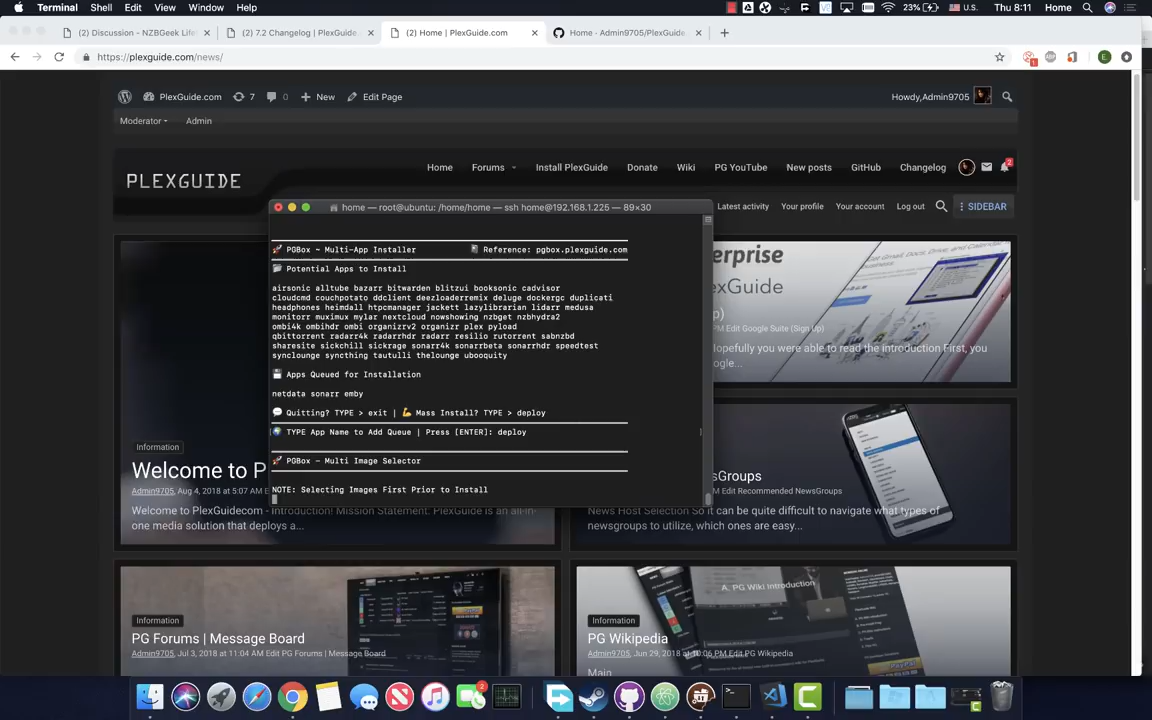 Terminal Shell Edit View Window Help 23% U.S. Thu 8:11 Home
(2) Discussion - NZBGeek Life
(2) 7.2 Changelog | PlexGuide.
(2) Home | PlexGuide.com
Home · Admin9705/PlexGuide
https://plexguide.com/news/
PlexGuide.com 7 0 New Edit Page Howdy, Admin9705
Moderator Admin
PLEXGUIDE
Home Forums Install PlexGuide Donate Wiki PG YouTube New posts GitHub Changelog 2
Latest activity Your profile Your account Log out SIDEBAR
home — root@ubuntu: /home/home — ssh home@192.168.1.225 — 89×30
PGBox ~ Multi-App Installer Reference: pgbox.plexguide.com
Potential Apps to Install
airsonic alltube bazarr bitwarden blitzui booksonic cadvisor
cloudcmd couchpotato ddclient deezloaderremix deluge dockergc duplicati
headphones heimdall htpcmanager jackett lazylibrarian lidarr medusa
monitorr muximux mylar nextcloud nowshowing nzbget nzbhydra2
ombi4k ombihdr ombi organizrv2 organizr plex pyload
qbittorrent radarr4k radarrhdr radarr resilio rutorrent sabnzbd
sharesite sickchill sickrage sonarr4k sonarrbeta sonarrhdr speedtest
synclounge syncthing tautulli thelounge ubooquity
Apps Queued for Installation
netdata sonarr emby
Quitting? TYPE > exit | Mass Install? TYPE > deploy
TYPE App Name to Add Queue | Press [ENTER]: deploy
PGBox - Multi Image Selector
NOTE: Selecting Images First Prior to Install
Information
Welcome to P
Admin9705, Aug 4, 2018 at 5:07 AM
Welcome to PlexGuidecom - Introduction! Mission Statement: PlexGuide is an all-in-
one media solution that deploys a...
erprise
exGuide
p)
PM Edit Google Suite (Sign Up)
opefully you were able to read the introduction First, you
oogle...
sGroups
PM Edit Recommended NewsGroups
News Host Selection So it can be quite difficult to navigate what types of
newsgroups to utilize, which ones are easy...
Information
PG Forums | Message Board
Admin9705, Jul 3, 2018 at 11:04 AM Edit PG Forums | Message Board
A. PG Wiki Introduction
Information
PG Wikipedia
Admin9705, Jun 29, 2018 at 10:06 PM Edit PG Wikipedia
Main